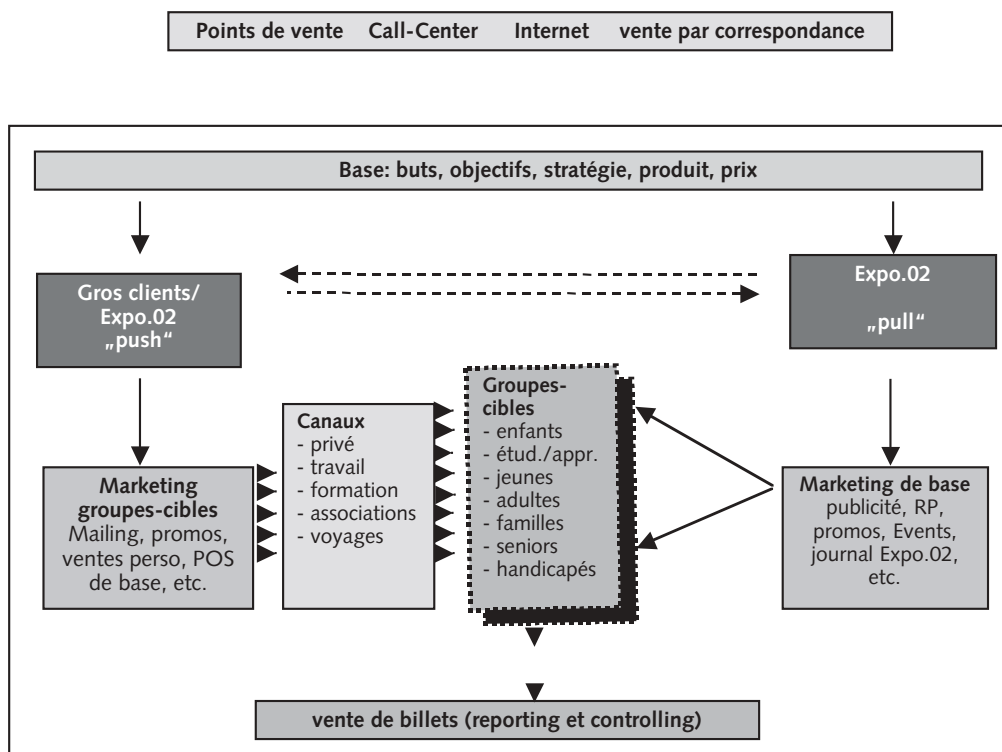 Points de vente Call-Center Internet vente par correspondance
Base: buts, objectifs, stratégie, produit, prix
Gros clients/
Expo.02
„push“
Expo.02
„pull“
Marketing
groupes-cibles
Mailing, promos,
ventes perso, POS
de base, etc.
Canaux
- privé
- travail
- formation
- associations
- voyages
Groupes-
cibles
- enfants
- étud./appr.
- jeunes
- adultes
- familles
- seniors
- handicapés
Marketing de base
publicité, RP,
promos, Events,
journal Expo.02,
etc.
vente de billets (reporting et controlling)